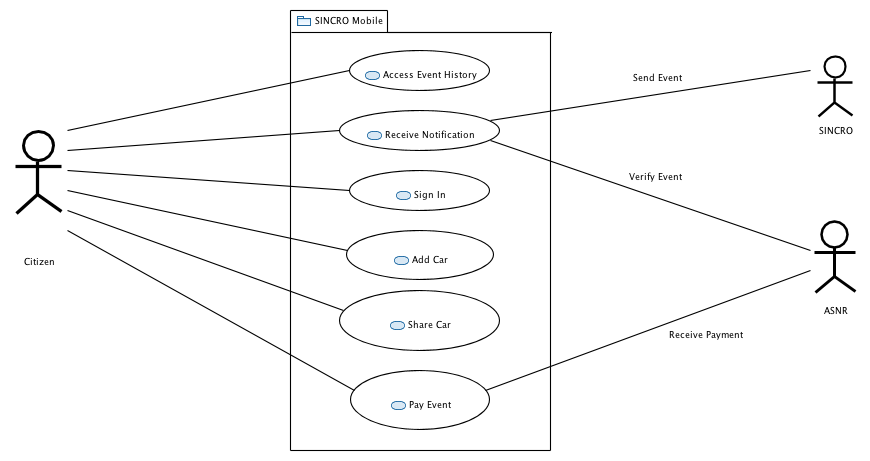 SINCRO Mobile
Access Event History
Send Event
SINCRO
Receive Notification
Verify Event
Sign In
Citizen
Add Car
ASNR
Share Car
Receive Payment
Pay Event